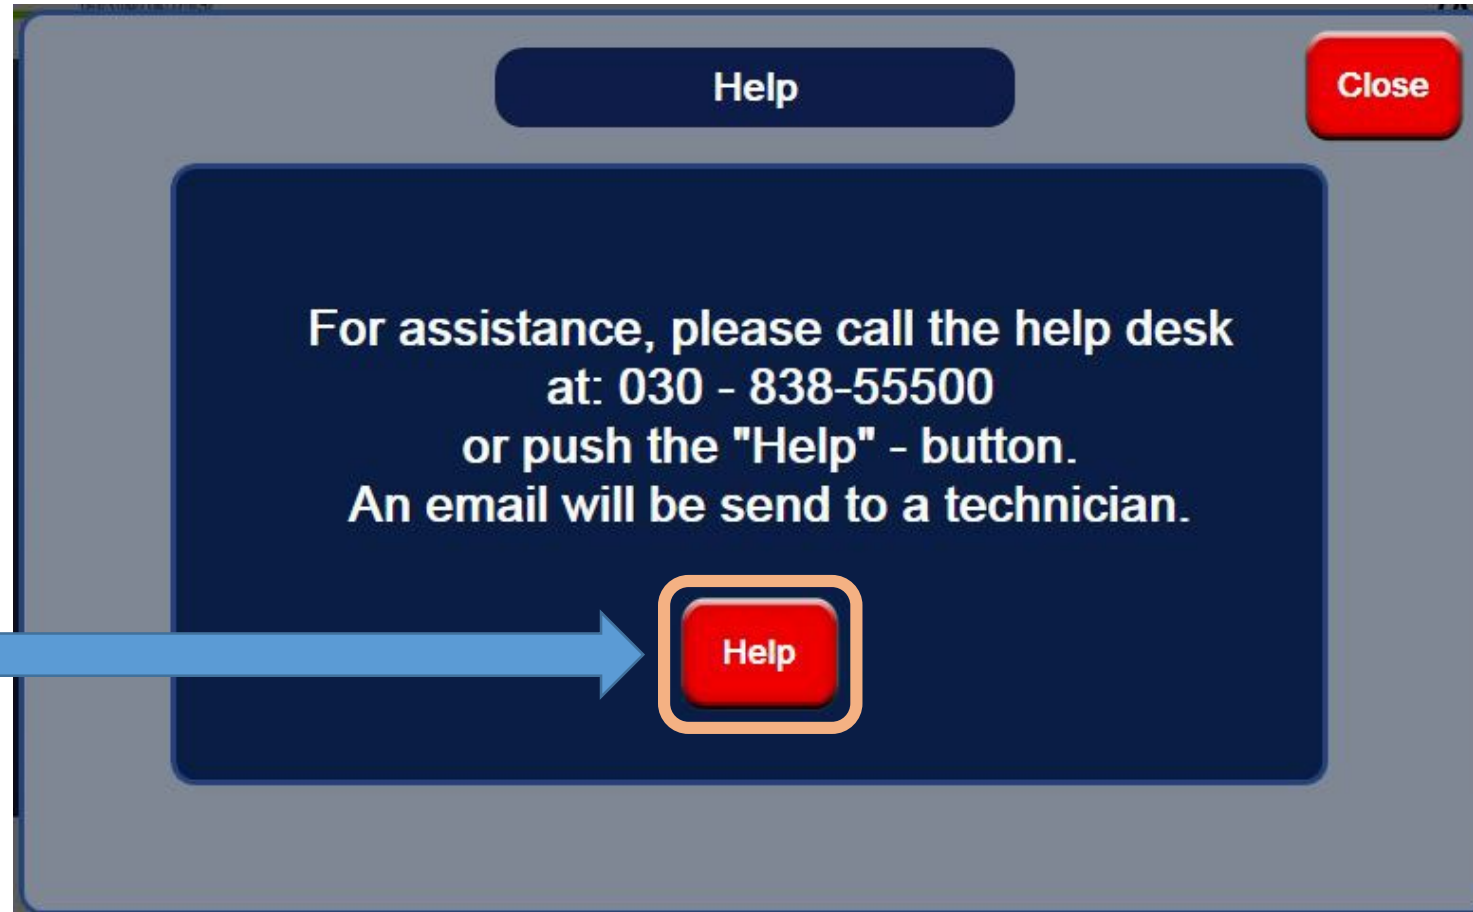 Help
Close
For assistance, please call the help desk
at: 030 - 838-55500
or push the "Help" - button.
An email will be send to a technician.
Help